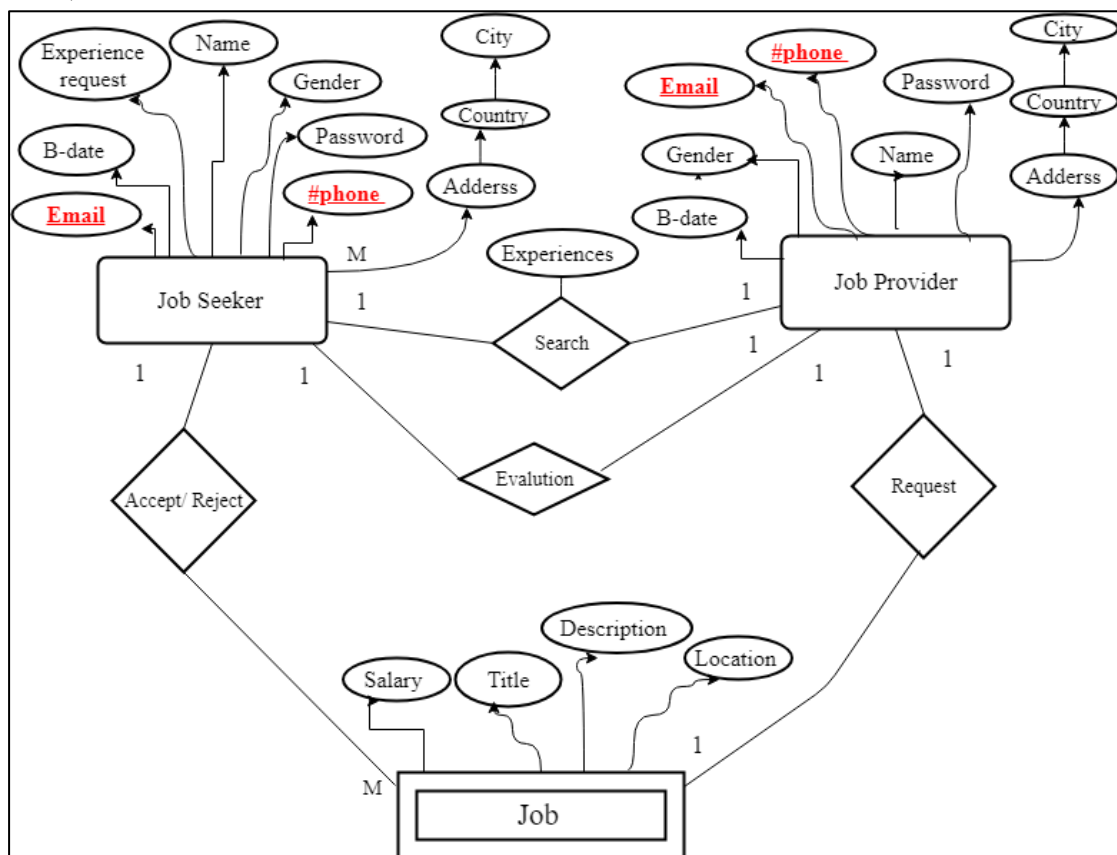 City
City
Name
#phone
Experience
request
Gender
Email
Password
Country
Country
Password
B-date
Gender
Name
#phone
Adderss
Adderss
Email
B-date
M
Experiences
Job Seeker
1
1
Job Provider
Search
1
1
1
1
1
Accept/ Reject
Evalution
Request
Description
Salary
Title
Location
1
M
Job